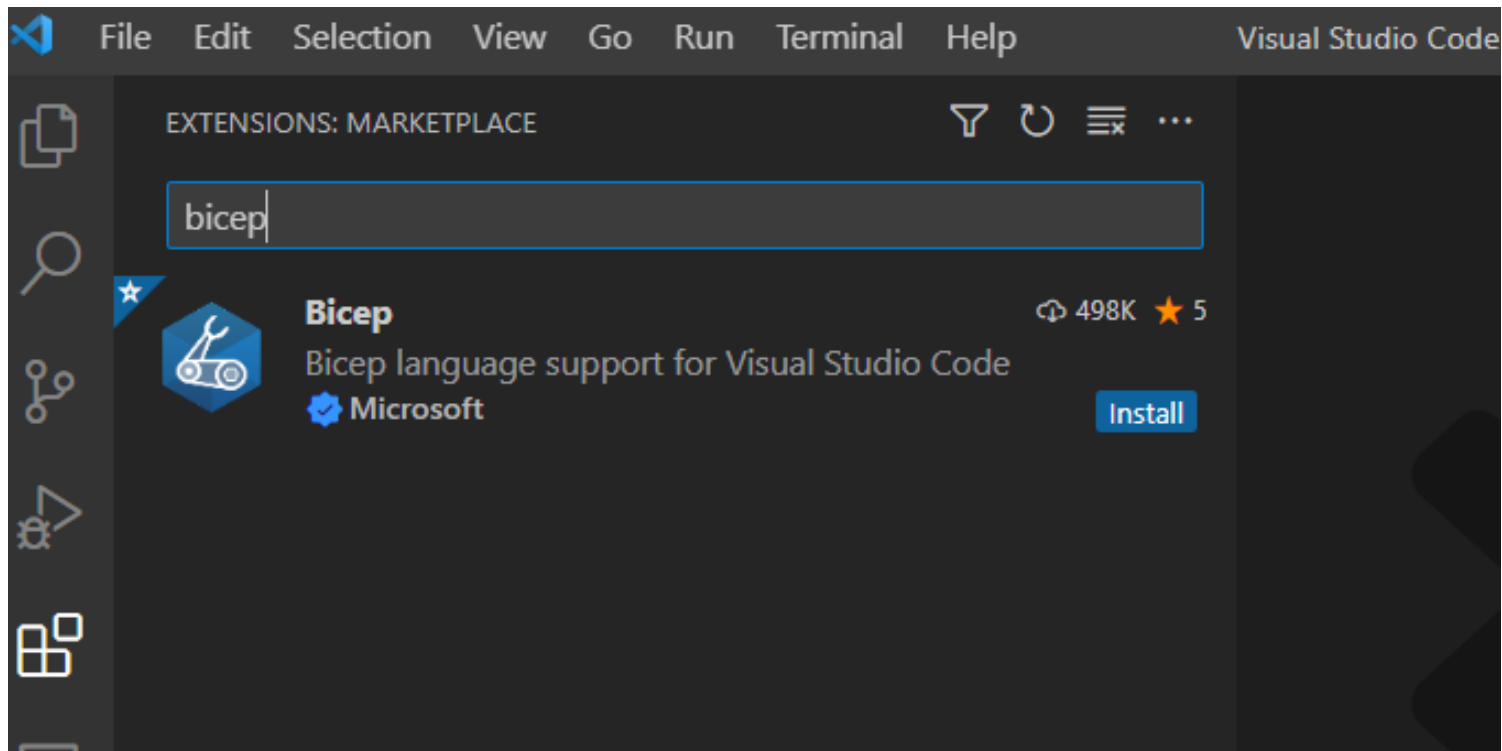 File Edit Selection View Go Run Terminal Help Visual Studio Code
EXTENSIONS: MARKETPLACE
bicep
Bicep 498K 5
Bicep language support for Visual Studio Code
Microsoft Install